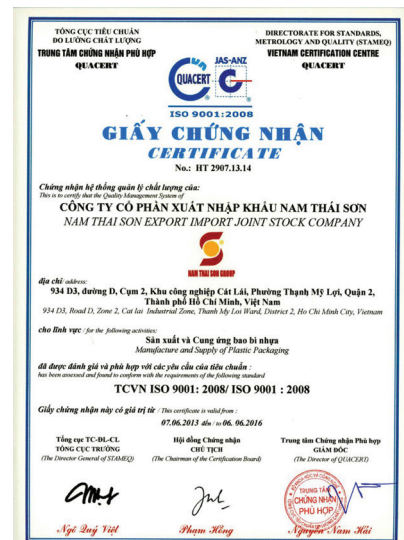 TỔNG CỤC TIÊU CHUẨN
ĐO LƯỜNG CHẤT LƯỢNG
TRUNG TÂM CHỨNG NHẬN PHÙ HỢP
QUACERT
DIRECTORATE FOR STANDARDS,
METROLOGY AND QUALITY (STAMEQ)
VIETNAM CERTIFICATION CENTRE
QUACERT
JAS-ANZ
QUACERT
ISO 9001:2008
GIẤY CHỨNG NHẬN
CERTIFICATE
No.: HT 2907.13.14
Chứng nhận hệ thống quản lý chất lượng của:
This is to certify that the Quality Management System of
CÔNG TY CỔ PHẦN XUẤT NHẬP KHẨU NAM THÁI SƠN
NAM THAI SON EXPORT IMPORT JOINT STOCK COMPANY
NAM THAI SON GROUP
địa chỉ/ address:
934 D3, đường D, Cụm 2, Khu công nghiệp Cát Lái, Phường Thạnh Mỹ Lợi, Quận 2,
Thành phố Hồ Chí Minh, Việt Nam
934 D3, Road D, Zone 2, Cat lai Industrial Zone, Thanh My Loi Ward, District 2, Ho Chi Minh City, Vietnam
cho lĩnh vực / for the following activities:
Sản xuất và Cung ứng bao bì nhựa
Manufacture and Supply of Plastic Packaging
đã được đánh giá và phù hợp với các yêu cầu của tiêu chuẩn :
has been assessed and found to conform with the requirements of the following standard
TCVN ISO 9001: 2008/ ISO 9001 : 2008
Giấy chứng nhận này có giá trị từ / This certificate is valid from :
07.06.2013 đến / to 06. 06.2016
Tổng cục TC-ĐL-CL
TỔNG CỤC TRƯỞNG
(The Director General of STAMEQ)
Hội đồng Chứng nhận
CHỦ TỊCH
(The Chairman of the Certification Board)
Trung tâm Chứng nhận Phù hợp
GIÁM ĐỐC
(The Director of QUACERT)
TRUNG TÂM
CHỨNG NHẬN
PHÙ HỢP
Ngô Quý Việt
Phạm Hồng
Nguyễn Nam Hải